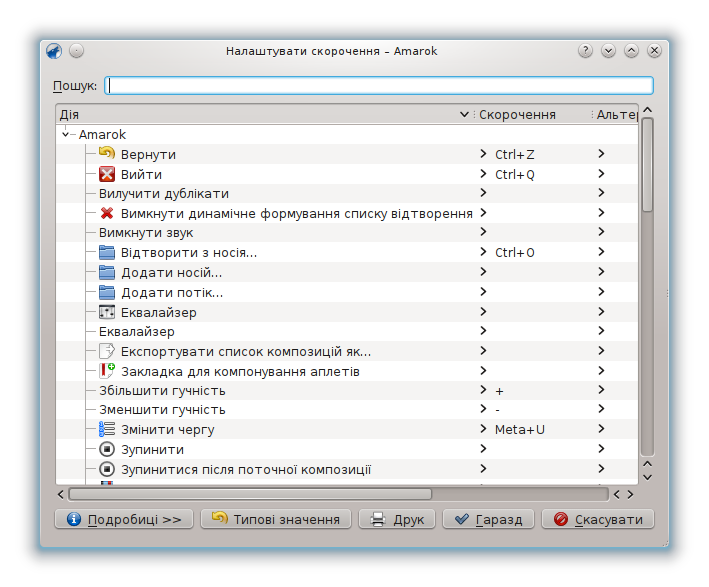 Налаштувати скорочення – Amarok
Пошук:
Дія Скорочення Альтер
Amarok
Вернути Ctrl+Z
Вийти Ctrl+Q
Вилучити дублікати
Вимкнути динамічне формування списку відтворення
Вимкнути звук
Відтворити з носія... Ctrl+O
Додати носій...
Додати потік...
Еквалайзер
Еквалайзер
Експортувати список композицій як...
Закладка для компонування аплетів
Збільшити гучність +
Зменшити гучність -
Змінити чергу Meta+U
Зупинити
Зупинитися після поточної композиції
Подробиці >> Типові значення Друк Гаразд Скасувати